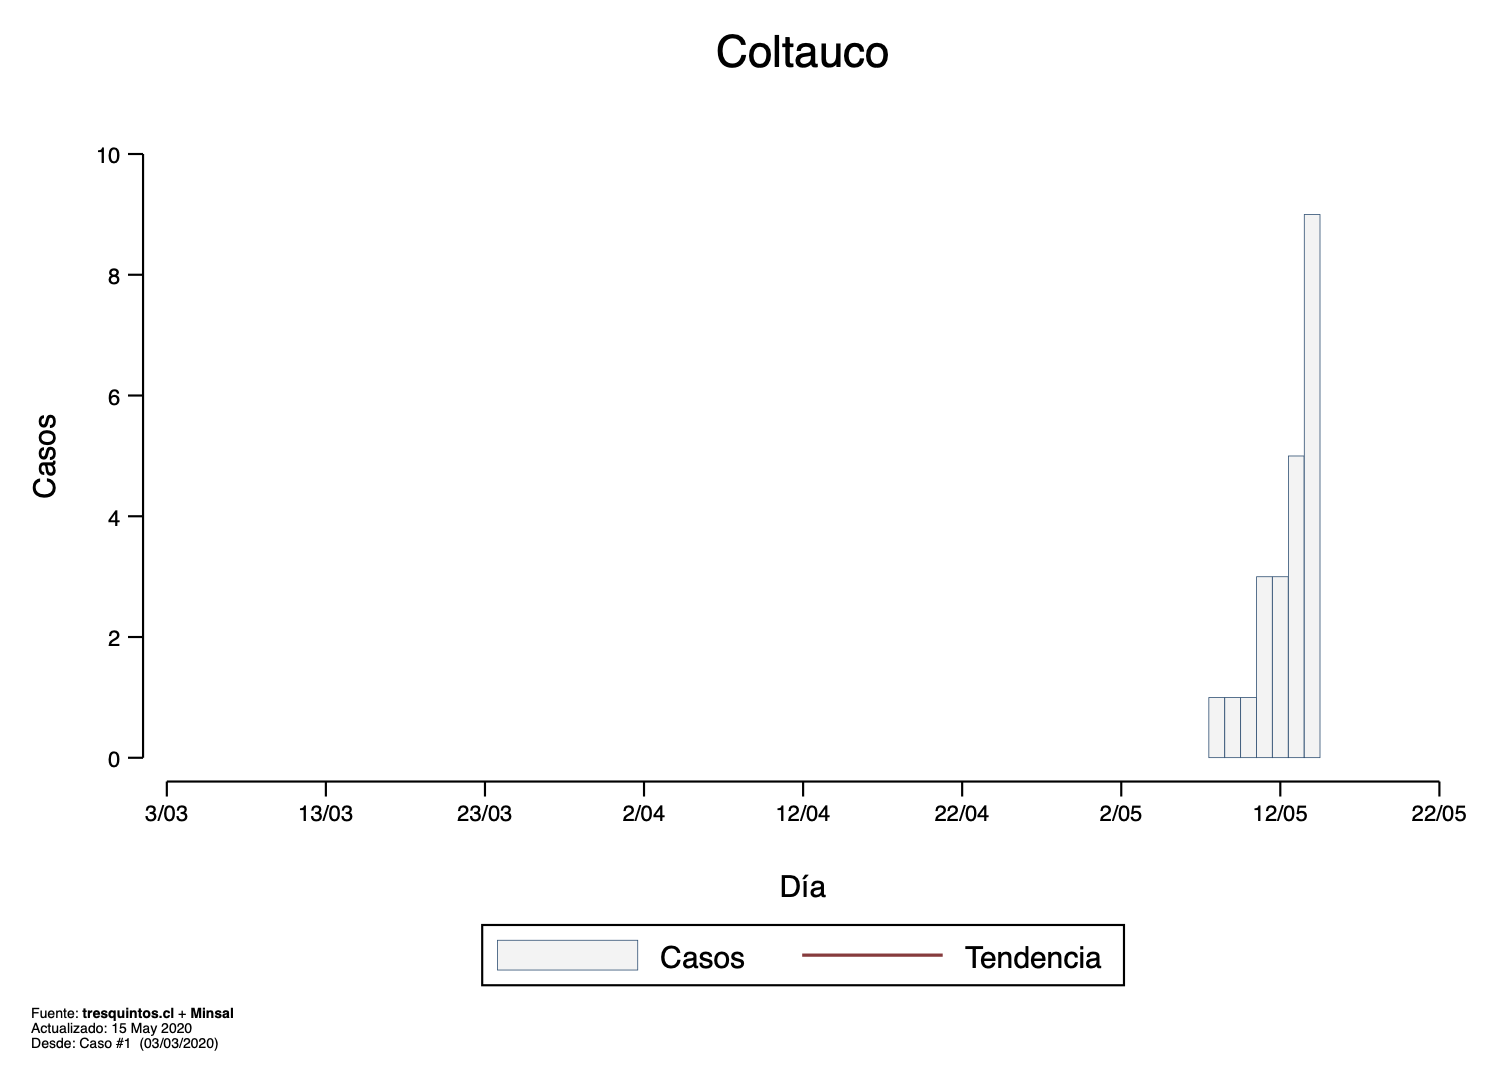 Coltauco
10
8
6
4
2
0
Casos
3/03 13/03 23/03 2/04 12/04 22/04 2/05 12/05 22/05
Día
Casos Tendencia
Fuente: tresquintos.cl + Minsal
Actualizado: 15 May 2020
Desde: Caso #1 (03/03/2020)